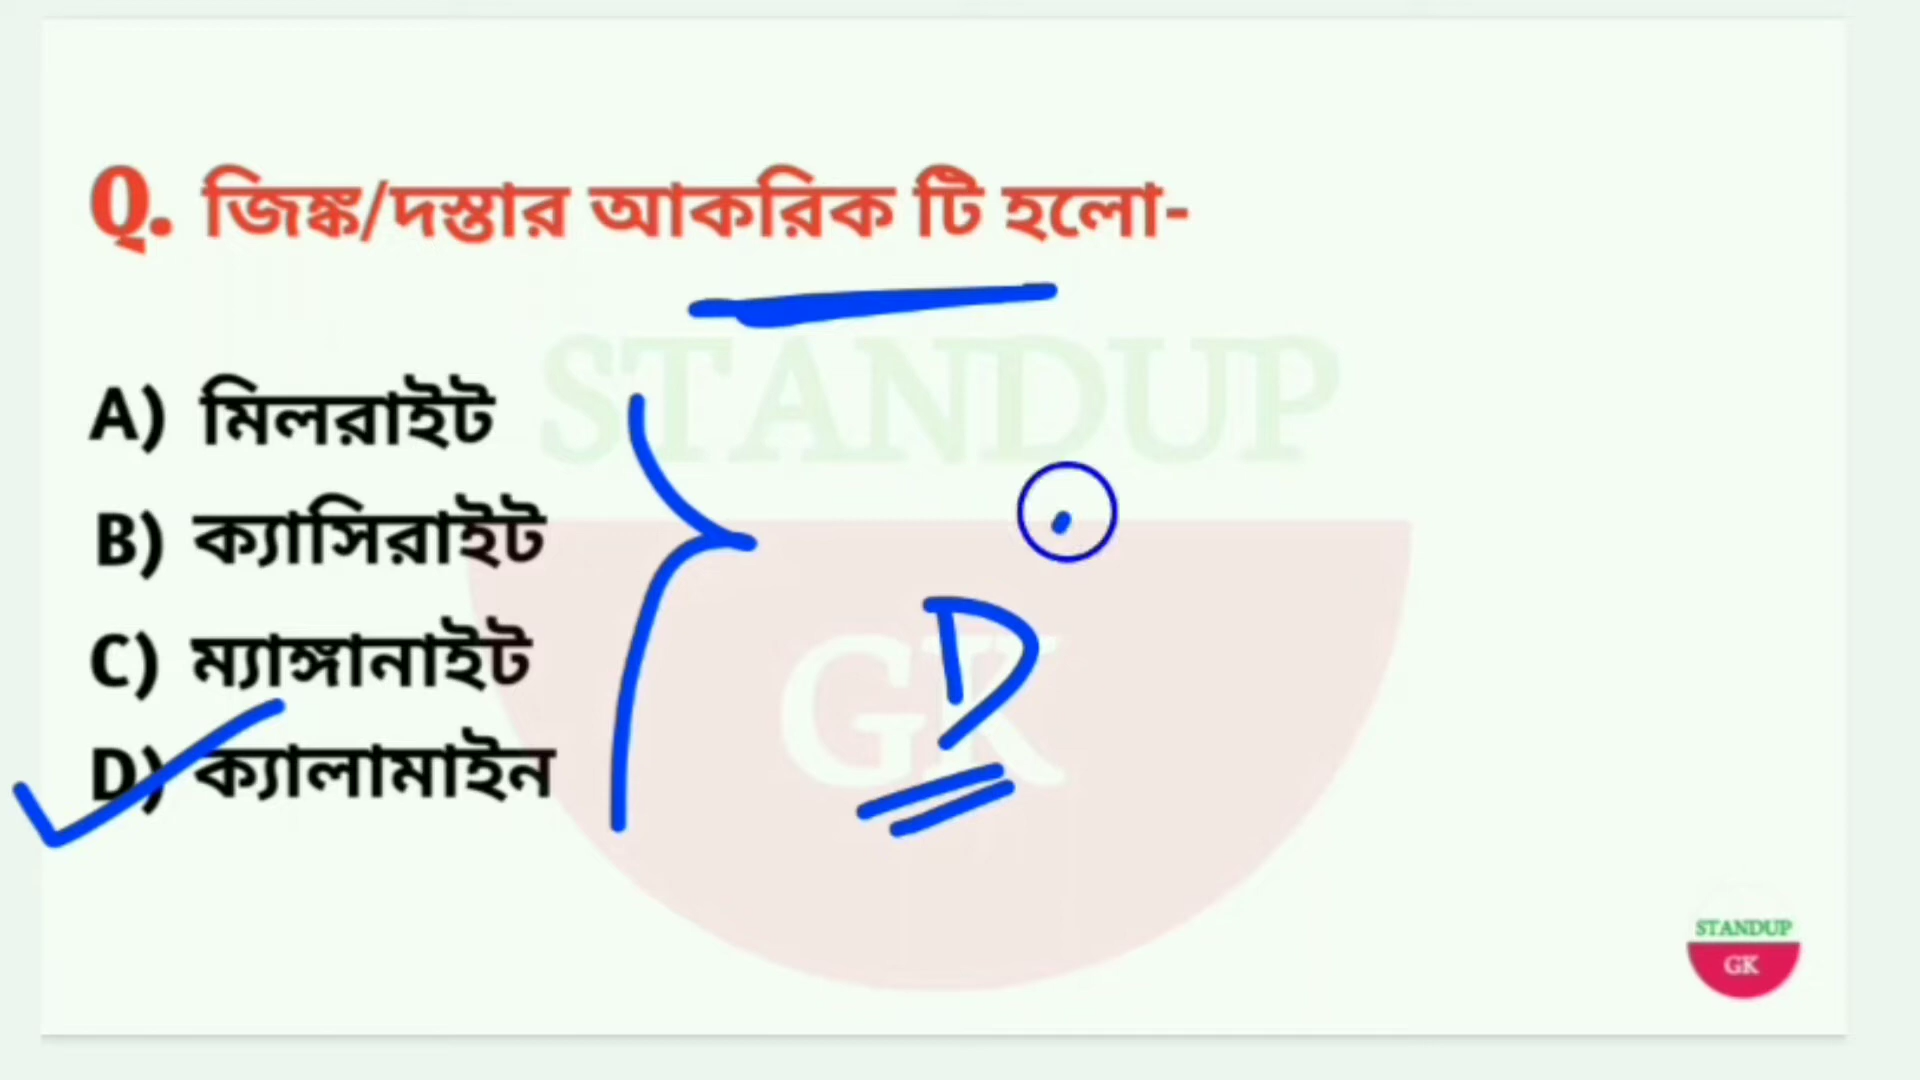 Q. জিঙ্ক/দস্তার আকরিক টি হলো-
STANDUP
A) মিলরাইট
B) ক্যাসিরাইট
C) ম্যাঙ্গানাইট
D) ক্যালামাইন
GK
D
STANDUP
GK